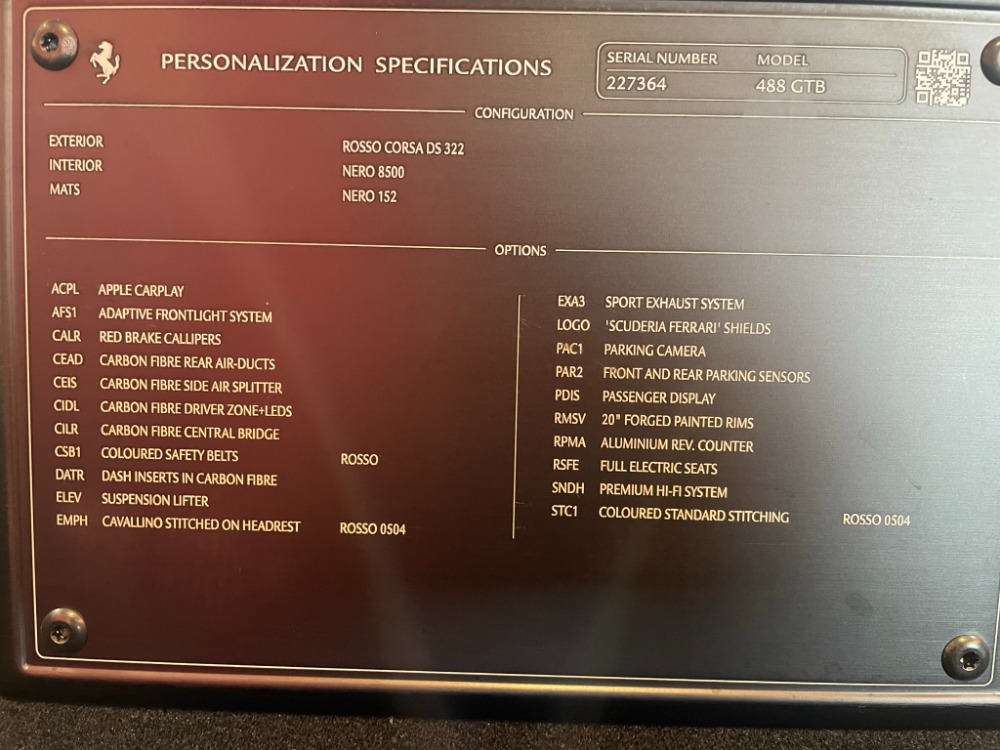 PERSONALIZATION SPECIFICATIONS
SERIAL NUMBER MODEL
227364 488 GTB
CONFIGURATION
EXTERIOR ROSSO CORSA DS 322
INTERIOR NERO 8500
MATS NERO 152
OPTIONS
ACPL APPLE CARPLAY
AFS1 ADAPTIVE FRONTLIGHT SYSTEM
CALR RED BRAKE CALLIPERS
CEAD CARBON FIBRE REAR AIR-DUCTS
CEIS CARBON FIBRE SIDE AIR SPLITTER
CIDL CARBON FIBRE DRIVER ZONE+LEDS
CILR CARBON FIBRE CENTRAL BRIDGE
CSB1 COLOURED SAFETY BELTS ROSSO
DATR DASH INSERTS IN CARBON FIBRE
ELEV SUSPENSION LIFTER
EMPH CAVALLINO STITCHED ON HEADREST ROSSO 0504
EXA3 SPORT EXHAUST SYSTEM
LOGO 'SCUDERIA FERRARI' SHIELDS
PAC1 PARKING CAMERA
PAR2 FRONT AND REAR PARKING SENSORS
PDIS PASSENGER DISPLAY
RMSV 20" FORGED PAINTED RIMS
RPMA ALUMINIUM REV. COUNTER
RSFE FULL ELECTRIC SEATS
SNDH PREMIUM HI-FI SYSTEM
STC1 COLOURED STANDARD STITCHING ROSSO 0504